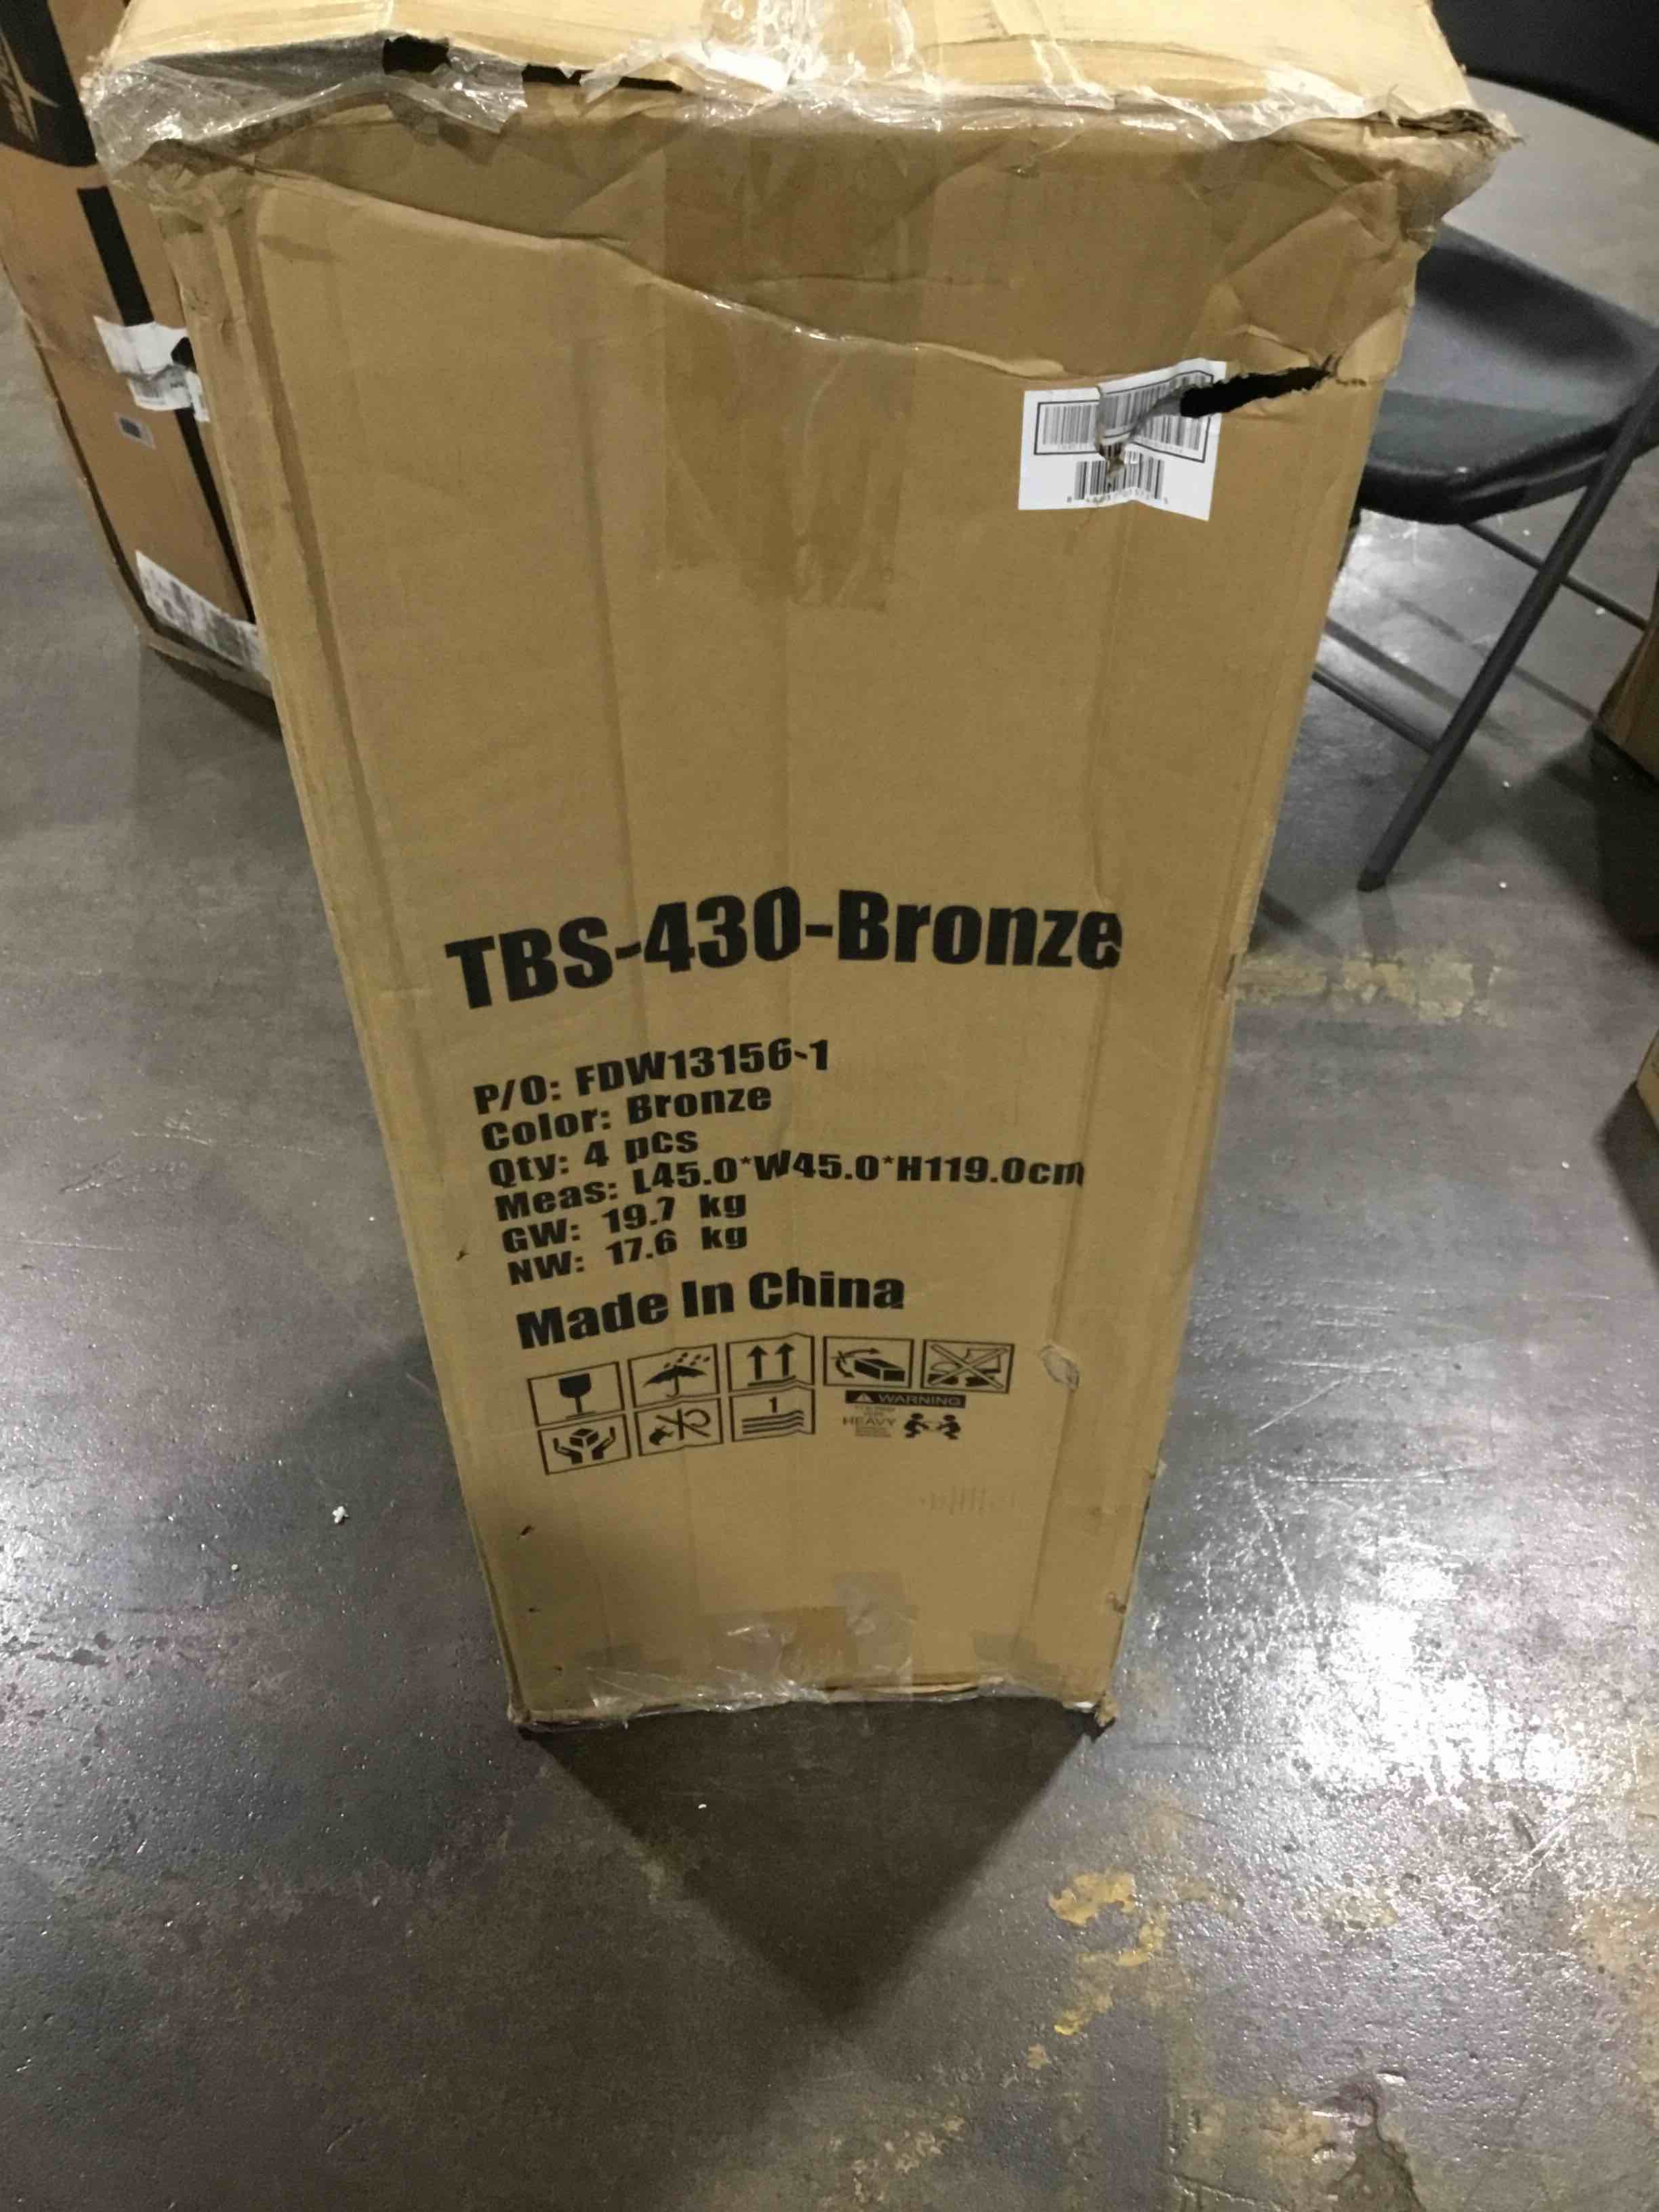 TBS-430-Bronze
P/O: FDW13156-1
Color: Bronze
Qty: 4 pcs
Meas: L45.0*W45.0*H119.0cm
GW: 19.7 kg
NW: 17.6 kg
Made In China
1
WARNING
HEAVY